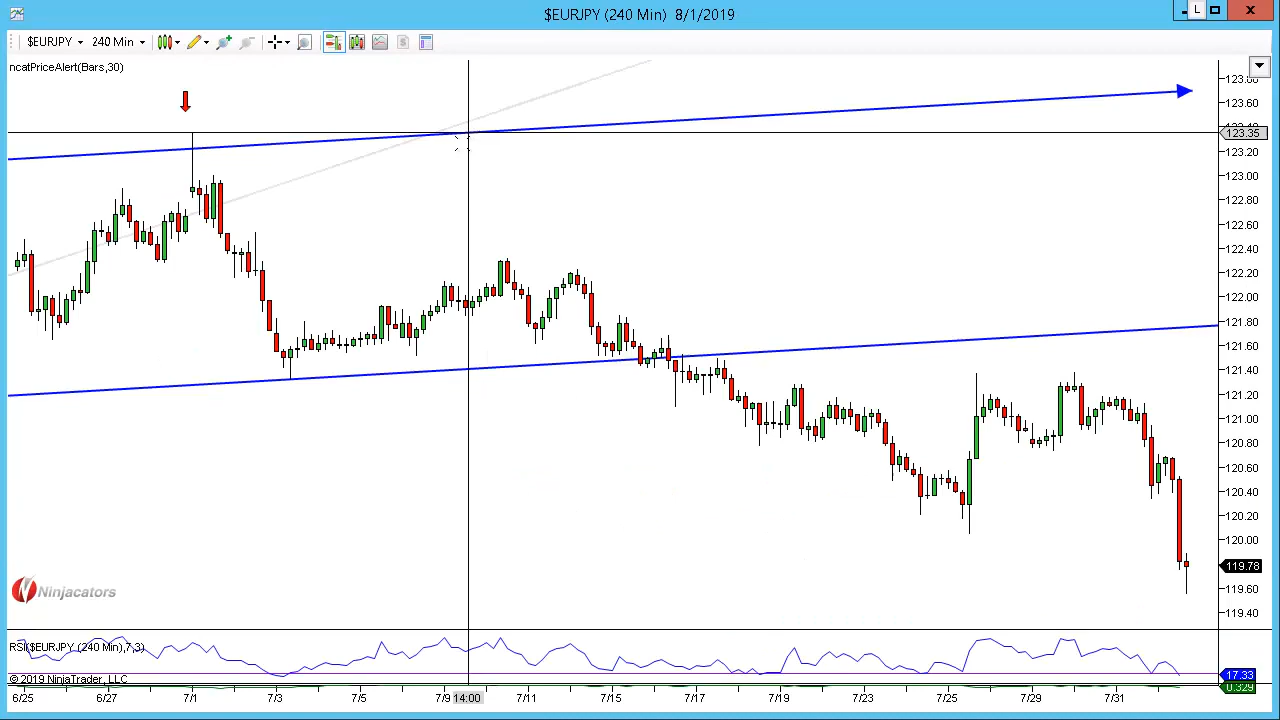 $EURJPY (240 Min)  8/1/2019
L
$EURJPY
240 Min
$
ncatPriceAlert(Bars,30)
123.60
123.35
123.20
123.00
122.80
122.60
122.40
122.20
122.00
121.80
121.60
121.40
121.20
121.00
120.80
120.60
120.40
120.20
120.00
119.78
119.60
119.40
Ninjacators
RSI($EURJPY (240 Min),7,3)
17.33
0.329
© 2019 NinjaTrader, LLC
6/25 6/27 7/1 7/3 7/5 7/9 14:00 7/11 7/15 7/17 7/19 7/23 7/25 7/29 7/31